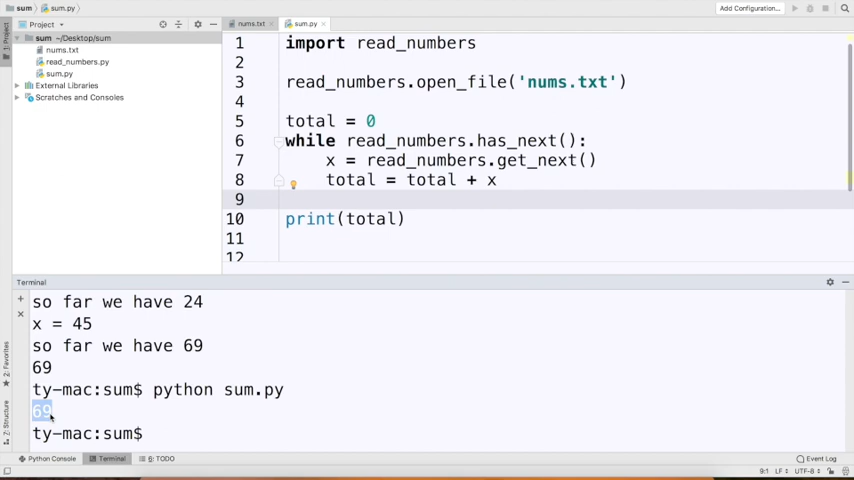 sum sum.py Add Configuration...
Project nums.txt sum.py
1: Project
sum ~/Desktop/sum
nums.txt
read_numbers.py
sum.py
External Libraries
Scratches and Consoles
1 import read_numbers
2
3 read_numbers.open_file('nums.txt')
4
5 total = 0
6 while read_numbers.has_next():
7 x = read_numbers.get_next()
8 total = total + x
9
10 print(total)
11
12
Terminal
so far we have 24
x = 45
so far we have 69
69
ty-mac:sum$ python sum.py
69
ty-mac:sum$
2: Favorites
7: Structure
Python Console Terminal 6: TODO Event Log
9:1 LF UTF-8